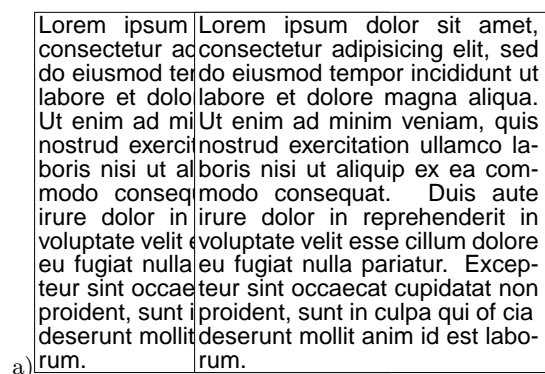 Lorem ipsum
consectetur ad
do eiusmod te
labore et dolo
Ut enim ad mi
nostrud exercit
boris nisi ut al
modo conseq
irure dolor in
voluptate velit
eu fugiat nulla
teur sint occae
proident, sunt i
deserunt mollit
a) rum.
Lorem ipsum dolor sit amet,
consectetur adipisicing elit, sed
do eiusmod tempor incididunt ut
labore et dolore magna aliqua.
Ut enim ad minim veniam, quis
nostrud exercitation ullamco la-
boris nisi ut aliquip ex ea com-
modo consequat. Duis aute
irure dolor in reprehenderit in
voluptate velit esse cillum dolore
eu fugiat nulla pariatur. Excep-
teur sint occaecat cupidatat non
proident, sunt in culpa qui of cia
deserunt mollit anim id est labo-
rum.